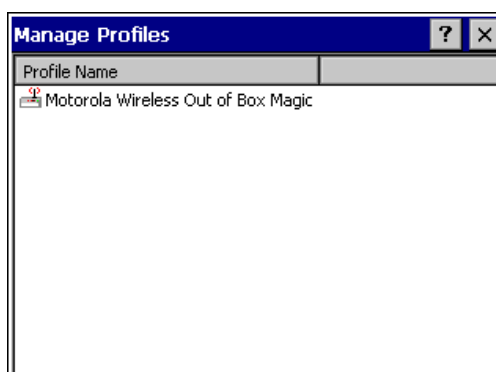 Manage Profiles ? ×
Profile Name
Motorola Wireless Out of Box Magic